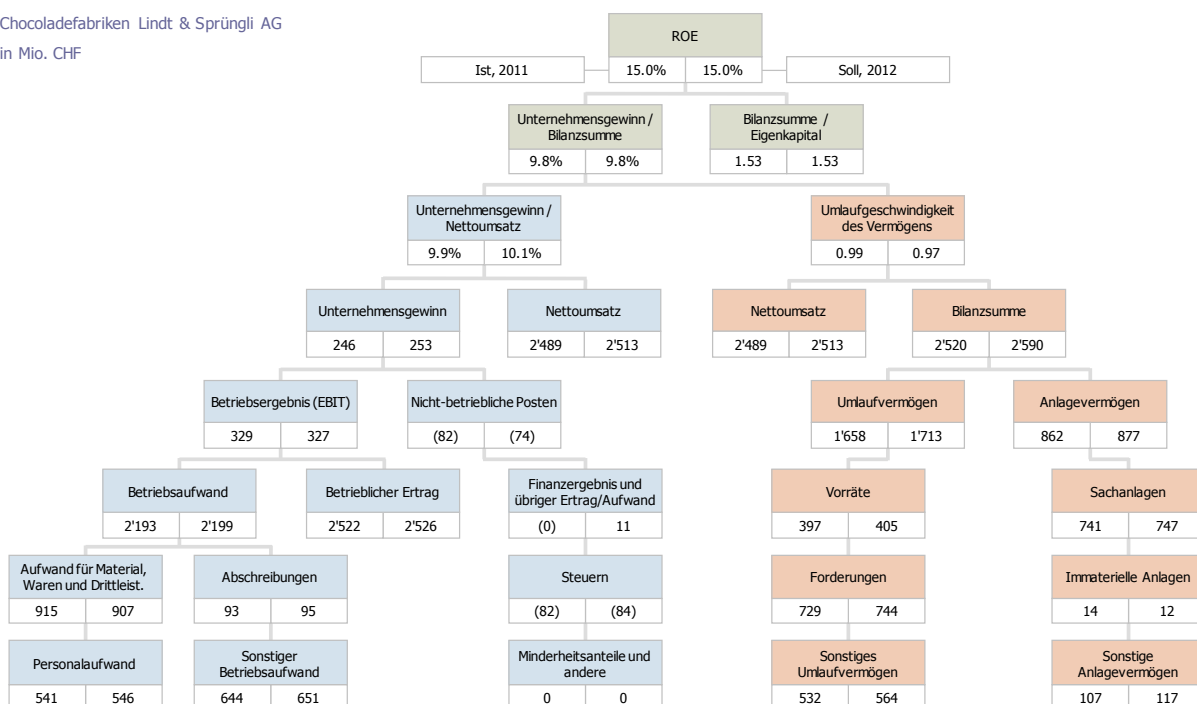 Chocoladefabriken Lindt & Sprüngli AG
in Mio. CHF
ROE
Ist, 2011 15.0% 15.0% Soll, 2012
Unternehmensgewinn / Bilanzsumme / 
Bilanzsumme Eigenkapital
9.8% 9.8% 1.53 1.53
Unternehmensgewinn / Umlaufgeschwindigkeit
Nettoumsatz des Vermögens
9.9% 10.1% 0.99 0.97
Unternehmensgewinn Nettoumsatz Nettoumsatz Bilanzsumme
246 253 2'489 2'513 2'489 2'513 2'520 2'590
Betriebsergebnis (EBIT) Nicht-betriebliche Posten Umlaufvermögen Anlagevermögen
329 327 (82) (74) 1'658 1'713 862 877
Betriebsaufwand Betrieblicher Ertrag Finanzergebnis und Vorräte Sachanlagen
übriger Ertrag/Aufwand
2'193 2'199 2'522 2'526 (0) 11 397 405 741 747
Aufwand für Material, Abschreibungen Steuern Forderungen Immaterielle Anlagen
Waren und Drittleist.
915 907 93 95 (82) (84) 729 744 14 12
Personalaufwand Sonstiger Minderheitsanteile und Sonstiges Sonstige
Betriebsaufwand andere Umlaufvermögen Anlagevermögen
541 546 644 651 0 0 532 564 107 117